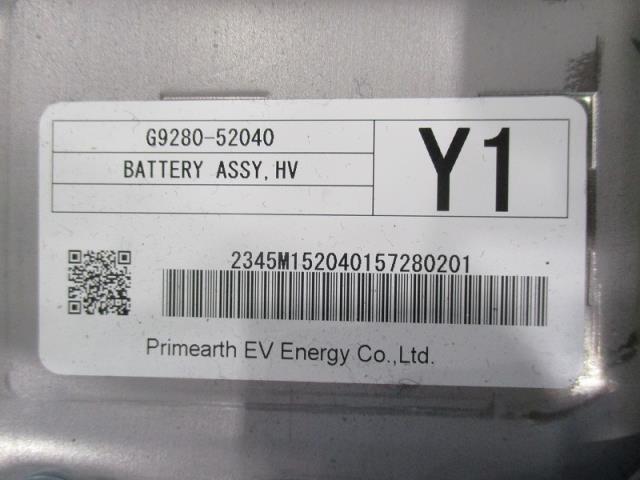 G9280-52040
BATTERY ASSY,HV
Y1
2345M152040157280201
Primearth EV Energy Co.,Ltd.